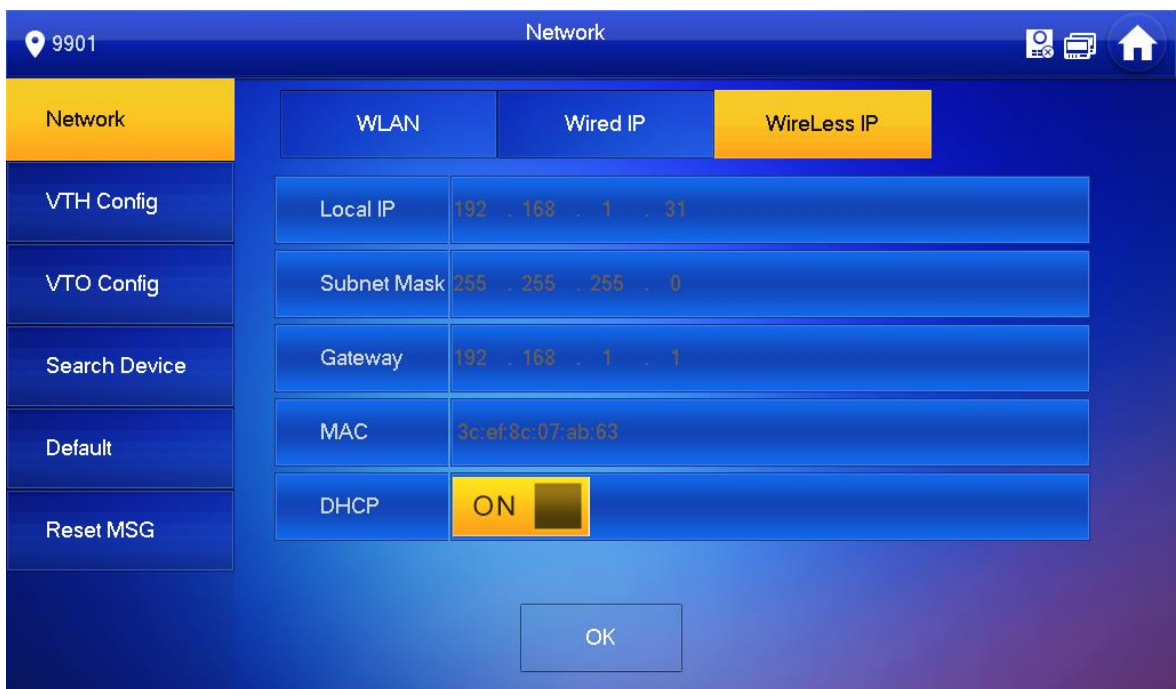 9901
Network
Network
VTH Config
VTO Config
Search Device
Default
Reset MSG
WLAN
Wired IP
WireLess IP
Local IP 192 . 168 . 1 . 31
Subnet Mask 255 . 255 . 255 . 0
Gateway 192 . 168 . 1 . 1
MAC 3c:ef:8c:07:ab:63
DHCP ON
OK